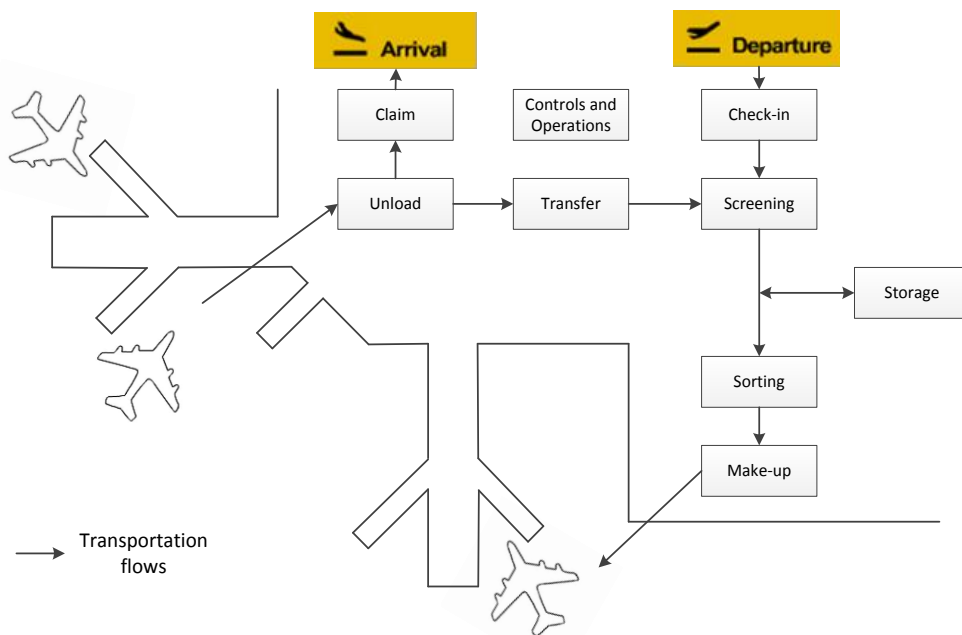 Arrival
Departure
Claim
Controls and
Operations
Check-in
Unload
Transfer
Screening
Storage
Sorting
Make-up
Transportation
flows